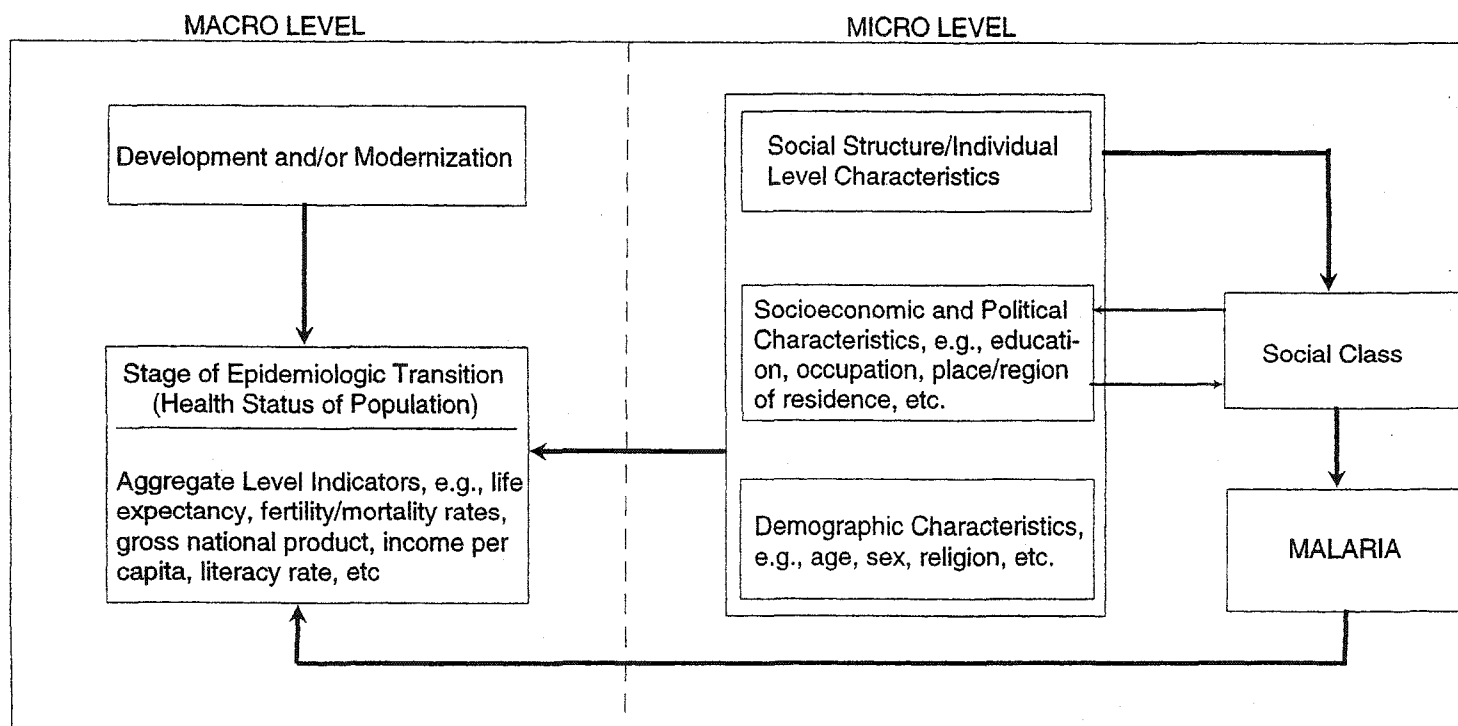 MACRO LEVEL
MICRO LEVEL
Development and/or Modernization
Stage of Epidemiologic Transition
(Health Status of Population)
Aggregate Level Indicators, e.g., life
expectancy, fertility/mortality rates,
gross national product, income per
capita, literacy rate, etc
Social Structure/Individual
Level Characteristics
Socioeconomic and Political
Characteristics, e.g., educati-
on, occupation, place/region
of residence, etc.
Demographic Characteristics,
e.g., age, sex, religion, etc.
Social Class
MALARIA